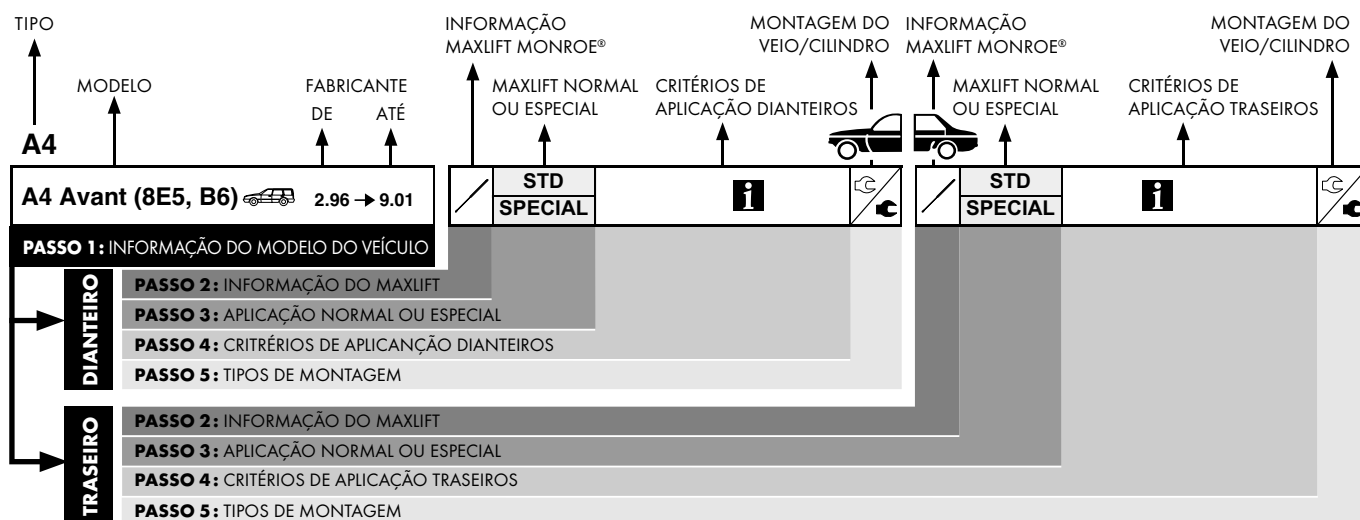 TIPO
INFORMAÇÃO
MAXLIFT MONROE®
MONTAGEM DO
VEIO/CILINDRO
INFORMAÇÃO
MAXLIFT MONROE®
MONTAGEM DO
VEIO/CILINDRO
MODELO
FABRICANTE
DE ATÉ
MAXLIFT NORMAL
OU ESPECIAL
CRITÉRIOS DE
APLICAÇÃO DIANTEIROS
MAXLIFT NORMAL
OU ESPECIAL
CRITÉRIOS DE
APLICAÇÃO TRASEIROS
A4
A4 Avant (8E5, B6) 2.96 → 9.01
STD
SPECIAL
i
STD
SPECIAL
i
PASSO 1: INFORMAÇÃO DO MODELO DO VEÍCULO
DIANTEIRO
PASSO 2: INFORMAÇÃO DO MAXLIFT
PASSO 3: APLICAÇÃO NORMAL OU ESPECIAL
PASSO 4: CRITRÉRIOS DE APLICANÇÃO DIANTEIROS
PASSO 5: TIPOS DE MONTAGEM
TRASEIRO
PASSO 2: INFORMAÇÃO DO MAXLIFT
PASSO 3: APLICAÇÃO NORMAL OU ESPECIAL
PASSO 4: CRITÉRIOS DE APLICAÇÃO TRASEIROS
PASSO 5: TIPOS DE MONTAGEM